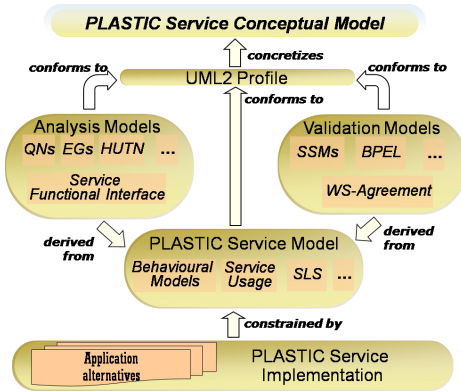 PLASTIC Service Conceptual Model
concretizes
conforms to
UML2 Profile
conforms to
conforms to
Analysis Models
QNs EGs HUTN ...
Service
Functional Interface
Validation Models
SSMs BPEL ...
WS-Agreement
derived
from
derived
from
PLASTIC Service Model
Behavioural
Models
Service
Usage
SLS
...
constrained by
Application
alternatives
PLASTIC Service
Implementation